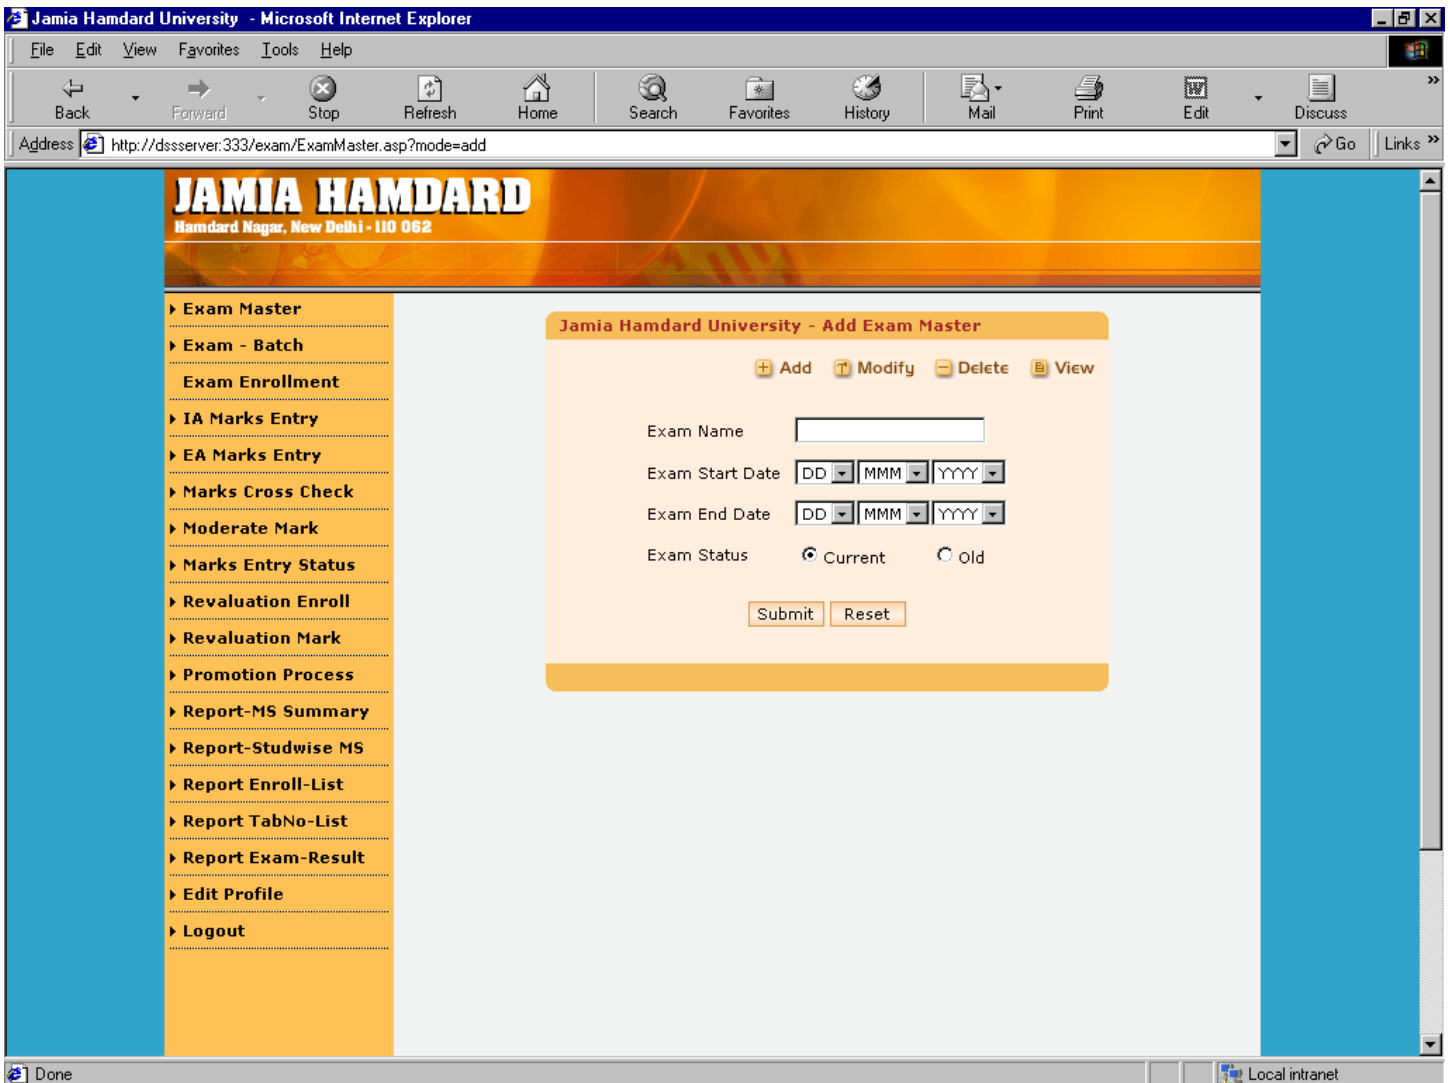 Jamia Hamdard University - Microsoft Internet Explorer
File Edit View Favorites Tools Help
Back Forward Stop Refresh Home Search Favorites History Mail Print Edit Discuss »
Address http://dssserver:333/exam/ExamMaster.asp?mode=add Go Links »
JAMIA HAMDARD
Hamdard Nagar, New Delhi - 110 062
Exam Master
Exam - Batch
Exam Enrollment
IA Marks Entry
EA Marks Entry
Marks Cross Check
Moderate Mark
Marks Entry Status
Revaluation Enroll
Revaluation Mark
Promotion Process
Report-MS Summary
Report-Studwise MS
Report Enroll-List
Report TabNo-List
Report Exam-Result
Edit Profile
Logout
Jamia Hamdard University - Add Exam Master
Add Modify Delete View
Exam Name
Exam Start Date DD MMM YYYY
Exam End Date DD MMM YYYY
Exam Status Current Old
Submit Reset
Done Local intranet